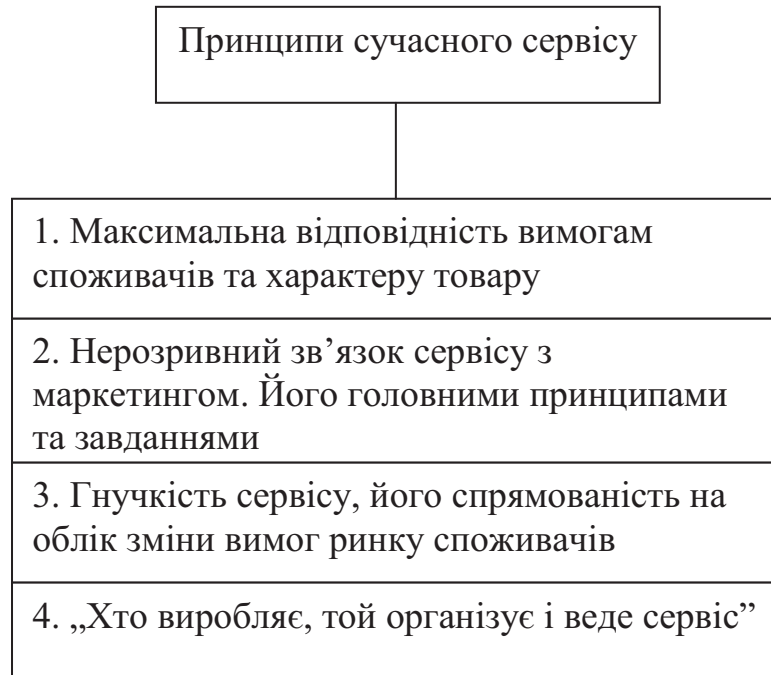 Принципи сучасного сервісу
1. Максимальна відповідність вимогам
споживачів та характеру товару
2. Нерозривний зв’язок сервісу з
маркетингом. Його головними принципами
та завданнями
3. Гнучкість сервісу, його спрямованість на
облік зміни вимог ринку споживачів
4. „Хто виробляє, той організує і веде сервіс”